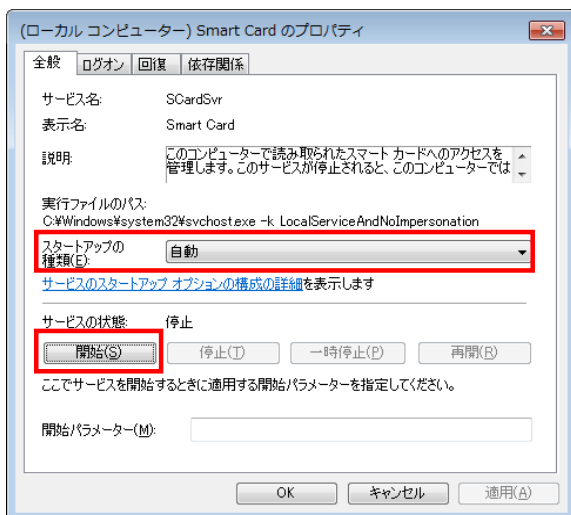 (ローカル コンピューター) Smart Card のプロパティ
全般 ログオン 回復 依存関係
サービス名: SCardSvr
表示名: Smart Card
説明: このコンピューターで読み取られたスマート カードへのアクセスを
管理します。このサービスが停止されると、このコンピューターでは
実行ファイルのパス:
C:¥Windows¥system32¥svchost.exe -k LocalServiceAndNoImpersonation
スタートアップの
種類(E): 自動
サービスのスタートアップ オプションの構成の詳細を表示します
サービスの状態: 停止
開始(S) 停止(T) 一時停止(P) 再開(R)
ここでサービスを開始するときに適用する開始パラメーターを指定してください。
開始パラメーター(M):
OK キャンセル 適用(A)